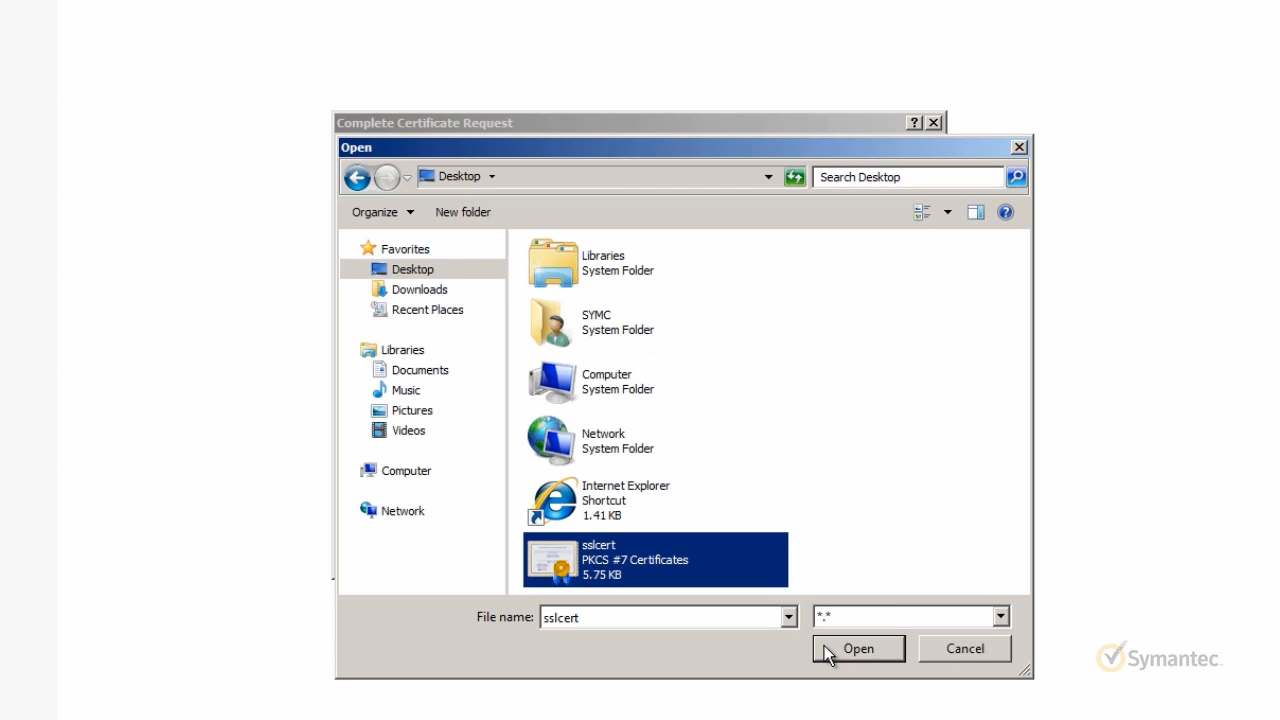 Complete Certificate Request
Open
Desktop
Search Desktop
Organize
New folder
Favorites
Desktop
Downloads
Recent Places
Libraries
Documents
Music
Pictures
Videos
Computer
Network
Libraries
System Folder
SYMC
System Folder
Computer
System Folder
Network
System Folder
Internet Explorer
Shortcut
1.41 KB
sslcert
PKCS #7 Certificates
5.75 KB
File name: sslcert
*.*
Open
Cancel
Symantec.